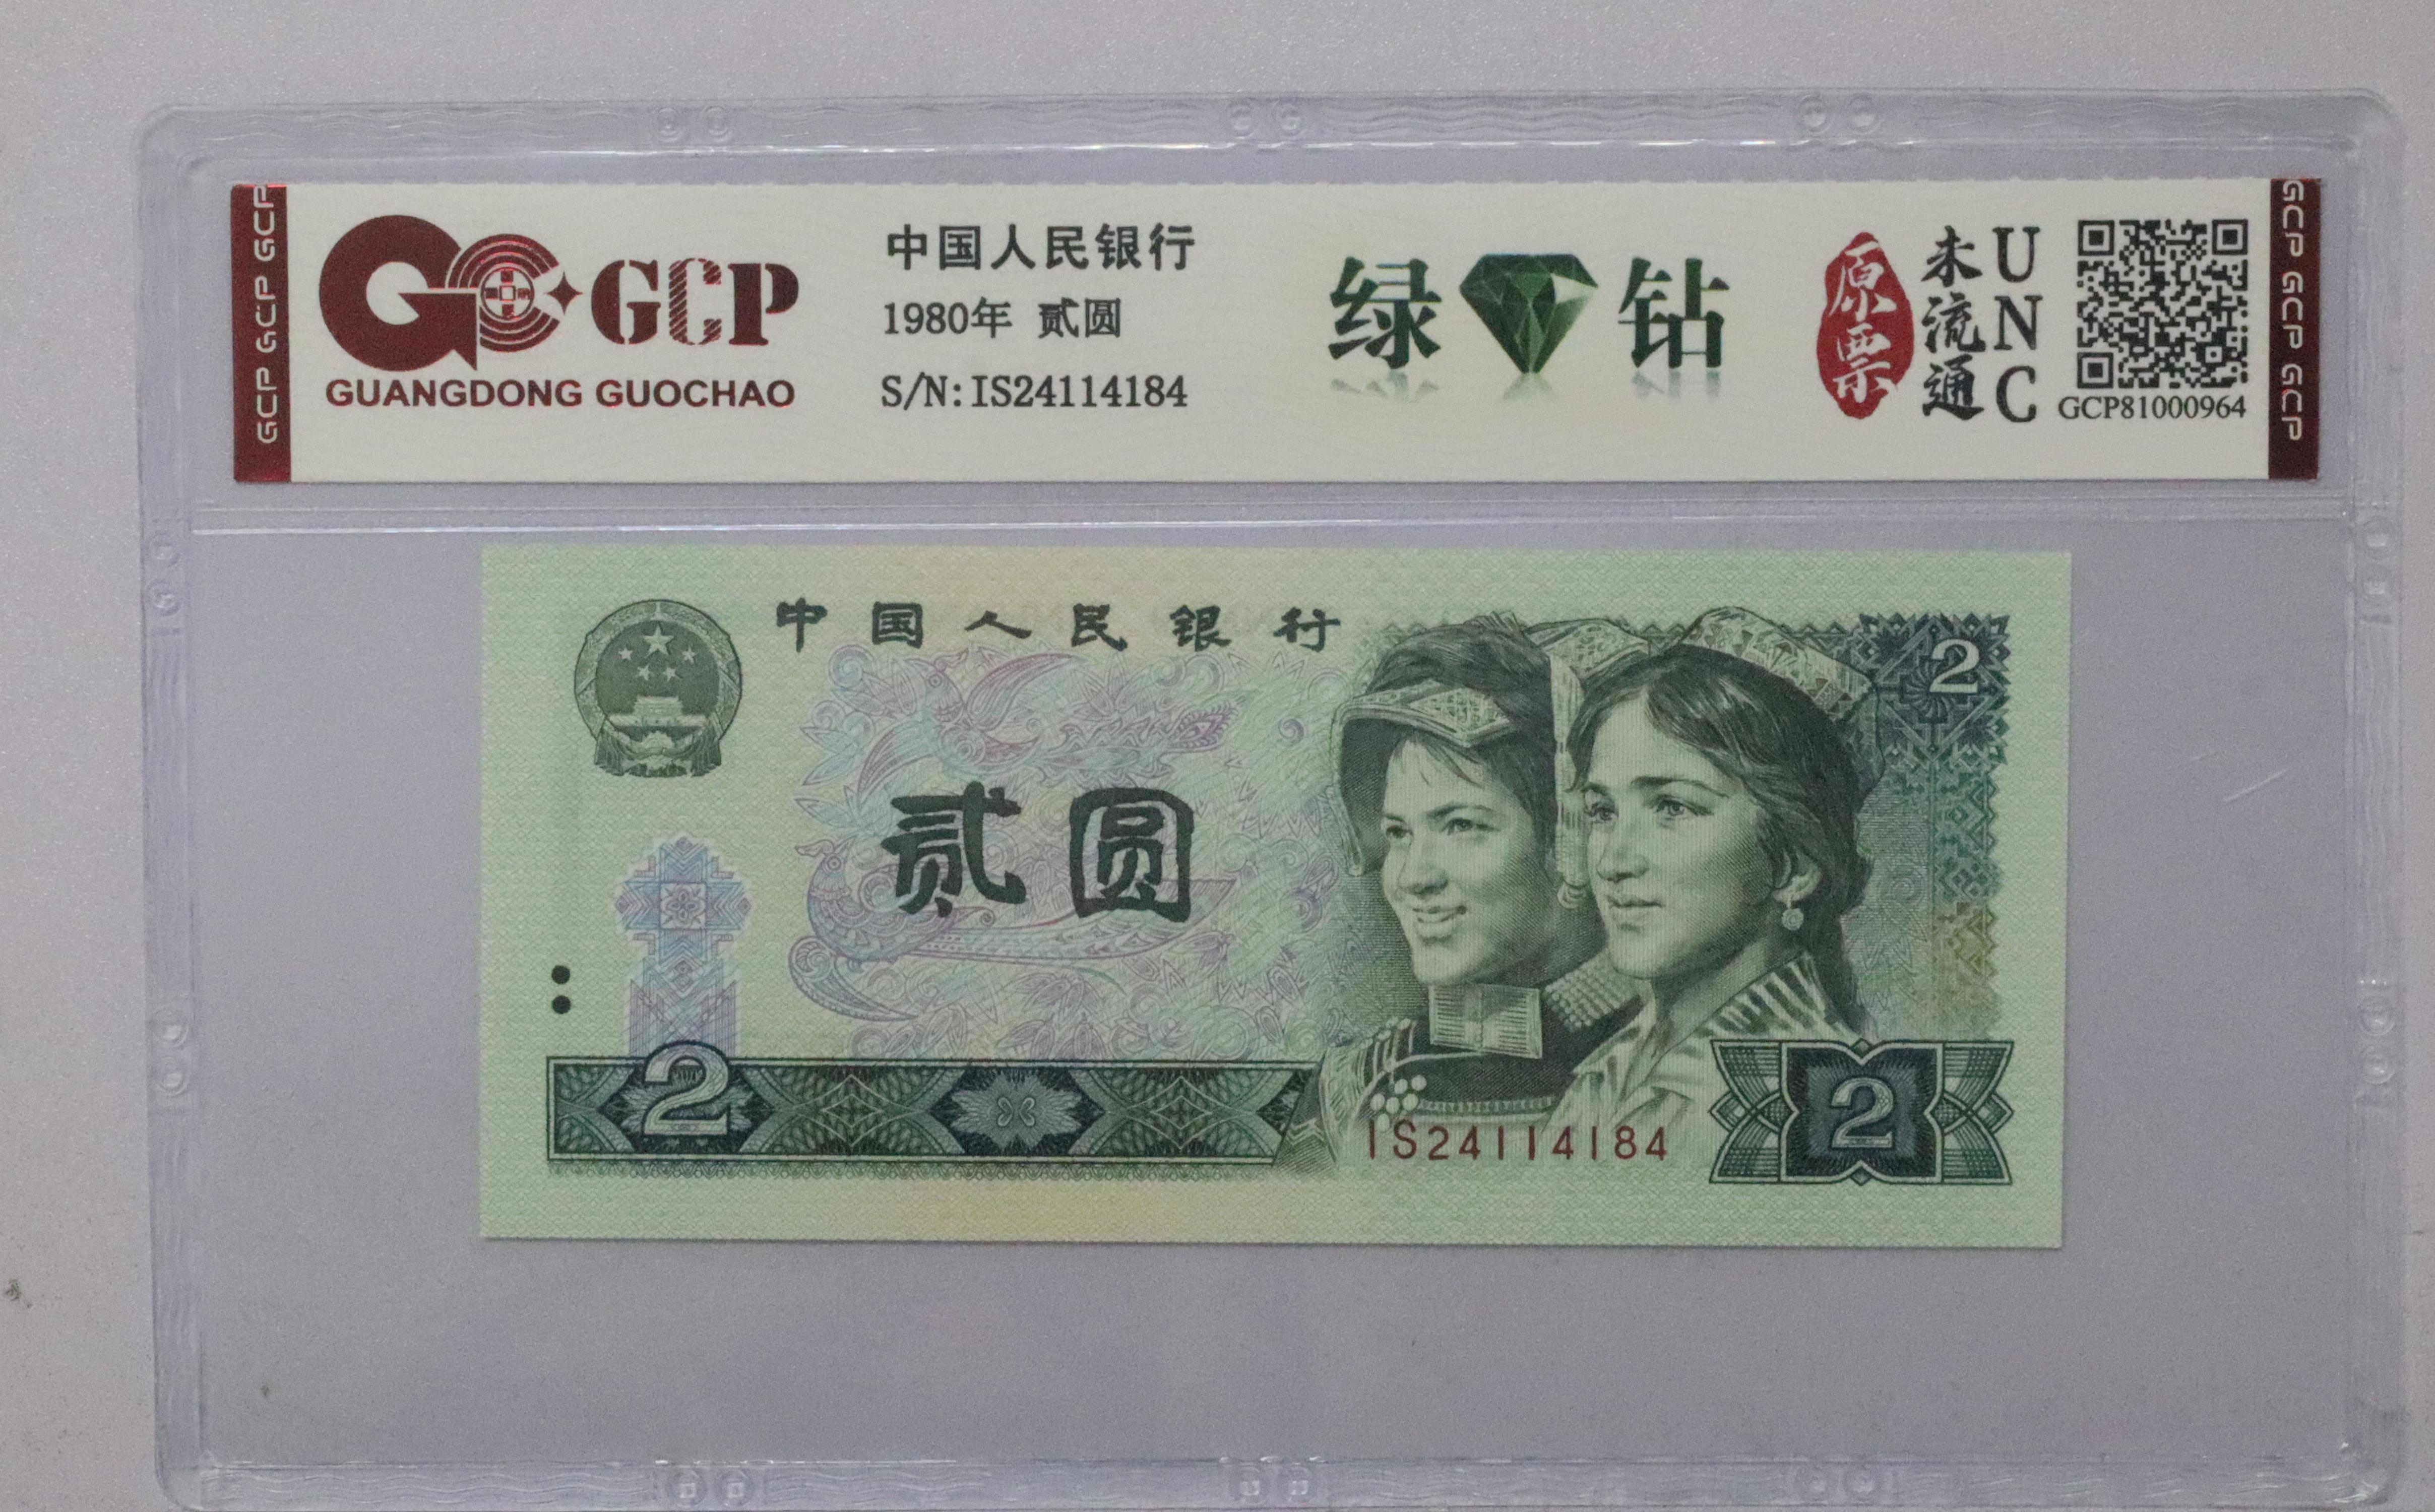 GCP GCP GCP
GCP
GUANGDONG GUOCHAO
中国人民银行
1980年 贰圆
S/N:IS24114184
绿钻
原票
未流通
UNC
GCP81000964
GCP GCP GCP GCP
中国人民银行
2
贰圆
2
IS24114184
2